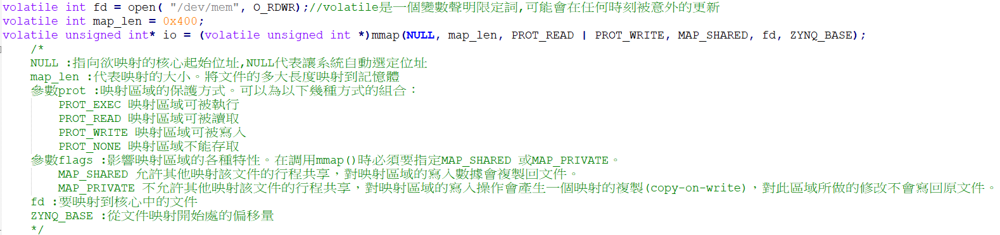 volatile int fd = open( "/dev/mem", O_RDWR);//volatile是一個變數聲明限定詞,可能會在任何時刻被意外的更新
volatile int map_len = 0x400;
volatile unsigned int* io = (volatile unsigned int *)mmap(NULL, map_len, PROT_READ | PROT_WRITE, MAP_SHARED, fd, ZYNQ_BASE);
/*
NULL :指向欲映射的核心起始位址,NULL代表讓系統自動選定位址
map_len :代表映射的大小。將文件的多大長度映射到記憶體
參數prot :映射區域的保護方式。可以為以下幾種方式的組合：
PROT_EXEC 映射區域可被執行
PROT_READ 映射區域可被讀取
PROT_WRITE 映射區域可被寫入
PROT_NONE 映射區域不能存取
參數flags :影響映射區域的各種特性。在調用mmap()時必須要指定MAP_SHARED 或MAP_PRIVATE。
MAP_SHARED 允許其他映射該文件的行程共享，對映射區域的寫入數據會複製回文件。
MAP_PRIVATE 不允許其他映射該文件的行程共享，對映射區域的寫入操作會產生一個映射的複製(copy-on-write)，對此區域所做的修改不會寫回原文件。
fd :要映射到核心中的文件
ZYNQ_BASE :從文件映射開始處的偏移量
*/